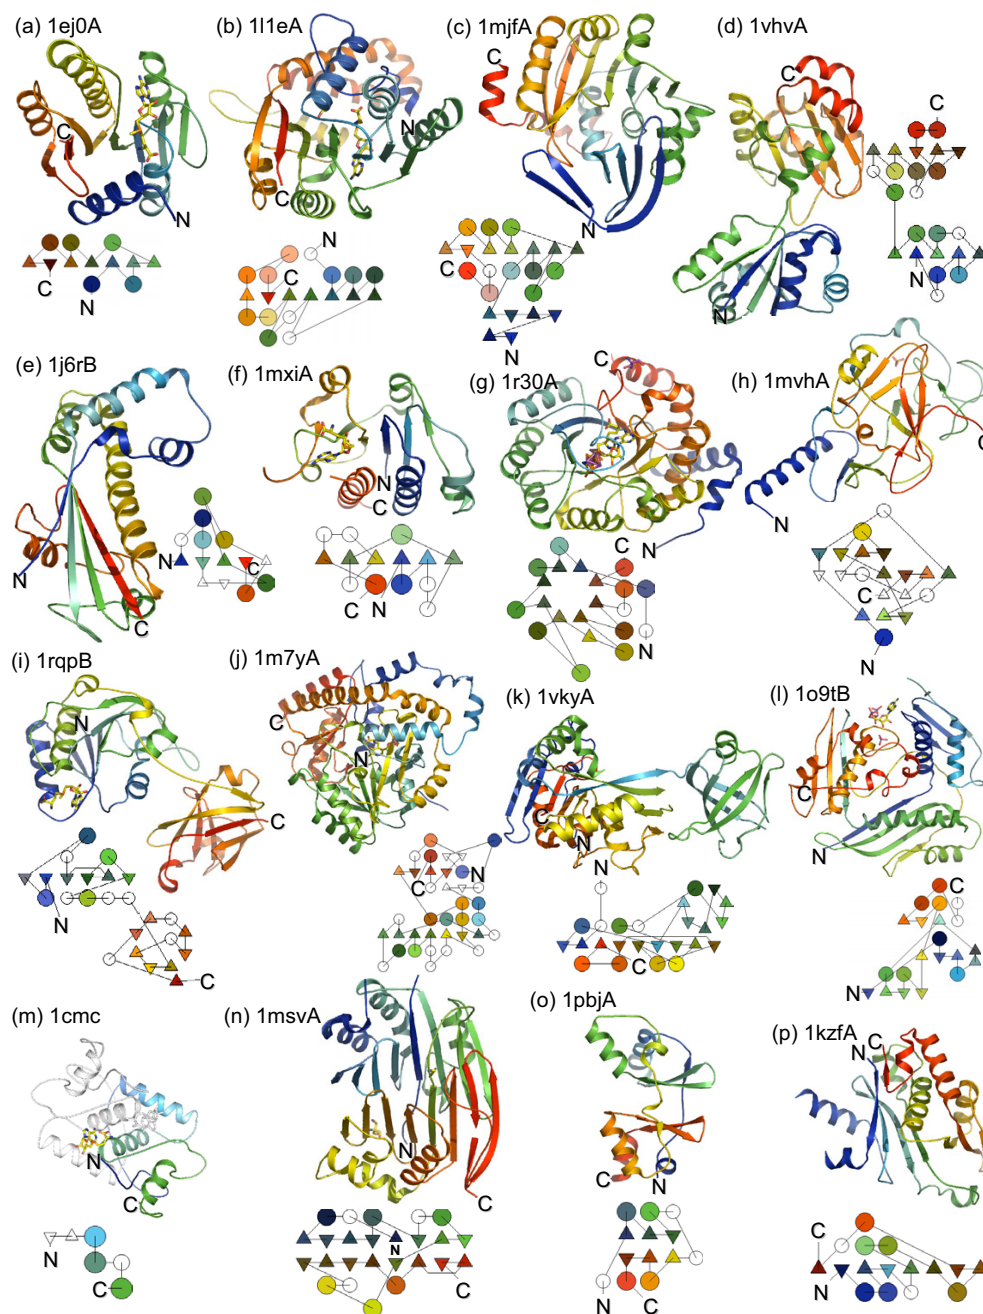 (a) 1ej0A
C
N
C
N
(b) 1l1eA
N
C
N
C
(c) 1mjfA
C
N
C
N
(d) 1vhvA
C
N
C
N
(e) 1j6rB
N
C
N
C
(f) 1mxiA
N
C
C
N
(g) 1r30A
C
N
C
N
(h) 1mvhA
C
N
C
N
(i) 1rqpB
N
C
N
C
(j) 1m7yA
C
N
N
C
(k) 1vkyA
C
N
N
C
(l) 1o9tB
C
N
C
N
(m) 1cmc
N
C
N
C
(n) 1msvA
N
C
N
C
(o) 1pbjA
C
N
N
C
(p) 1kzfA
N
C
C
N